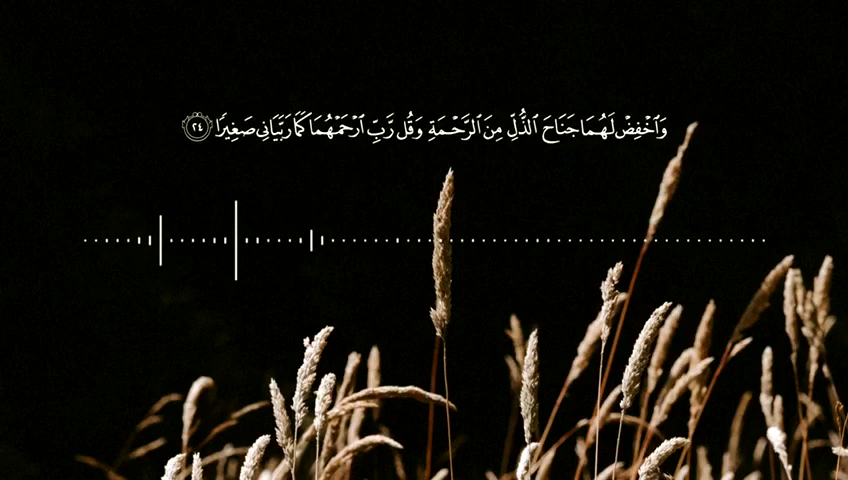 وَٱخْفِضْ لَهُمَا جَنَاحَ ٱلذُّلِّ مِنَ ٱلرَّحْمَةِ وَقُل رَّبِّ ٱرْحَمْهُمَا كَمَا رَبَّيَانِى صَغِيرًا ٢٤